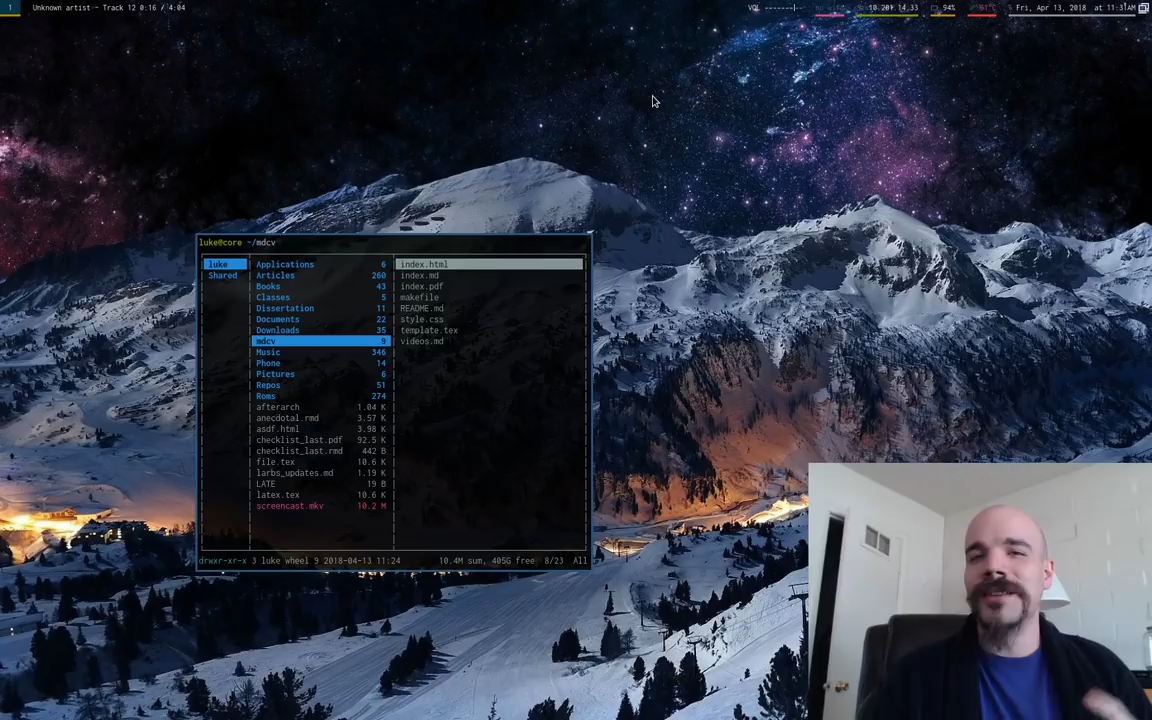 1 Unknown artist - Track 12 0:16 / 4:04
VOL 94% 61°C Fri, Apr 13, 2018 at 11:31AM
luke@core ~/mdcv
luke
Shared
Applications 6
Articles 260
Books 43
Classes 5
Dissertation 11
Documents 22
Downloads 35
mdcv 9
Music 346
Phone 14
Pictures 6
Repos 51
Roms 274
afterarch 1.04 K
anecdotal.rmd 3.57 K
asdf.html 3.98 K
checklist_last.pdf 92.5 K
checklist_last.rmd 442 B
file.tex 10.6 K
larbs_updates.md 1.19 K
LATE 19 B
latex.tex 10.6 K
screencast.mkv 10.2 M
index.html
index.md
index.pdf
makefile
README.md
style.css
template.tex
videos.md
drwxr-xr-x 3 luke wheel 9 2018-04-13 11:24 10.4M sum, 405G free 8/23 All